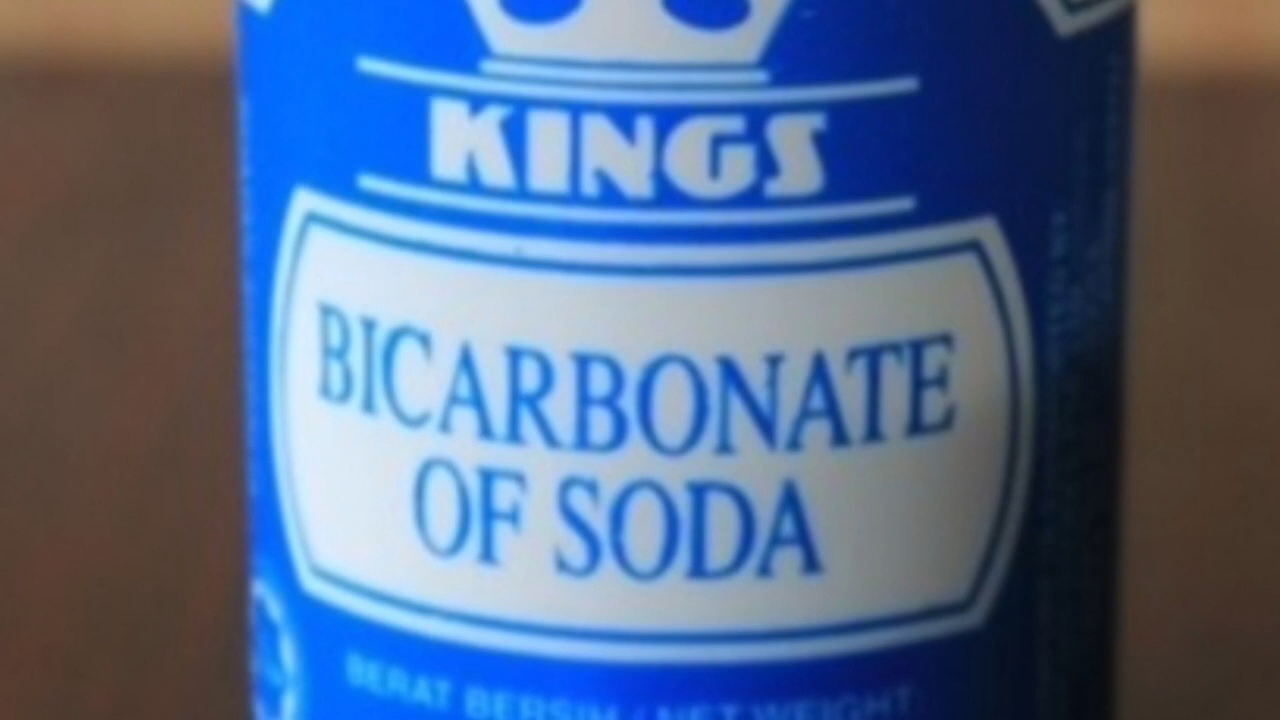 KINGS
BICARBONATE
OF SODA
BERAT BERSIH / NET WEIGHT: